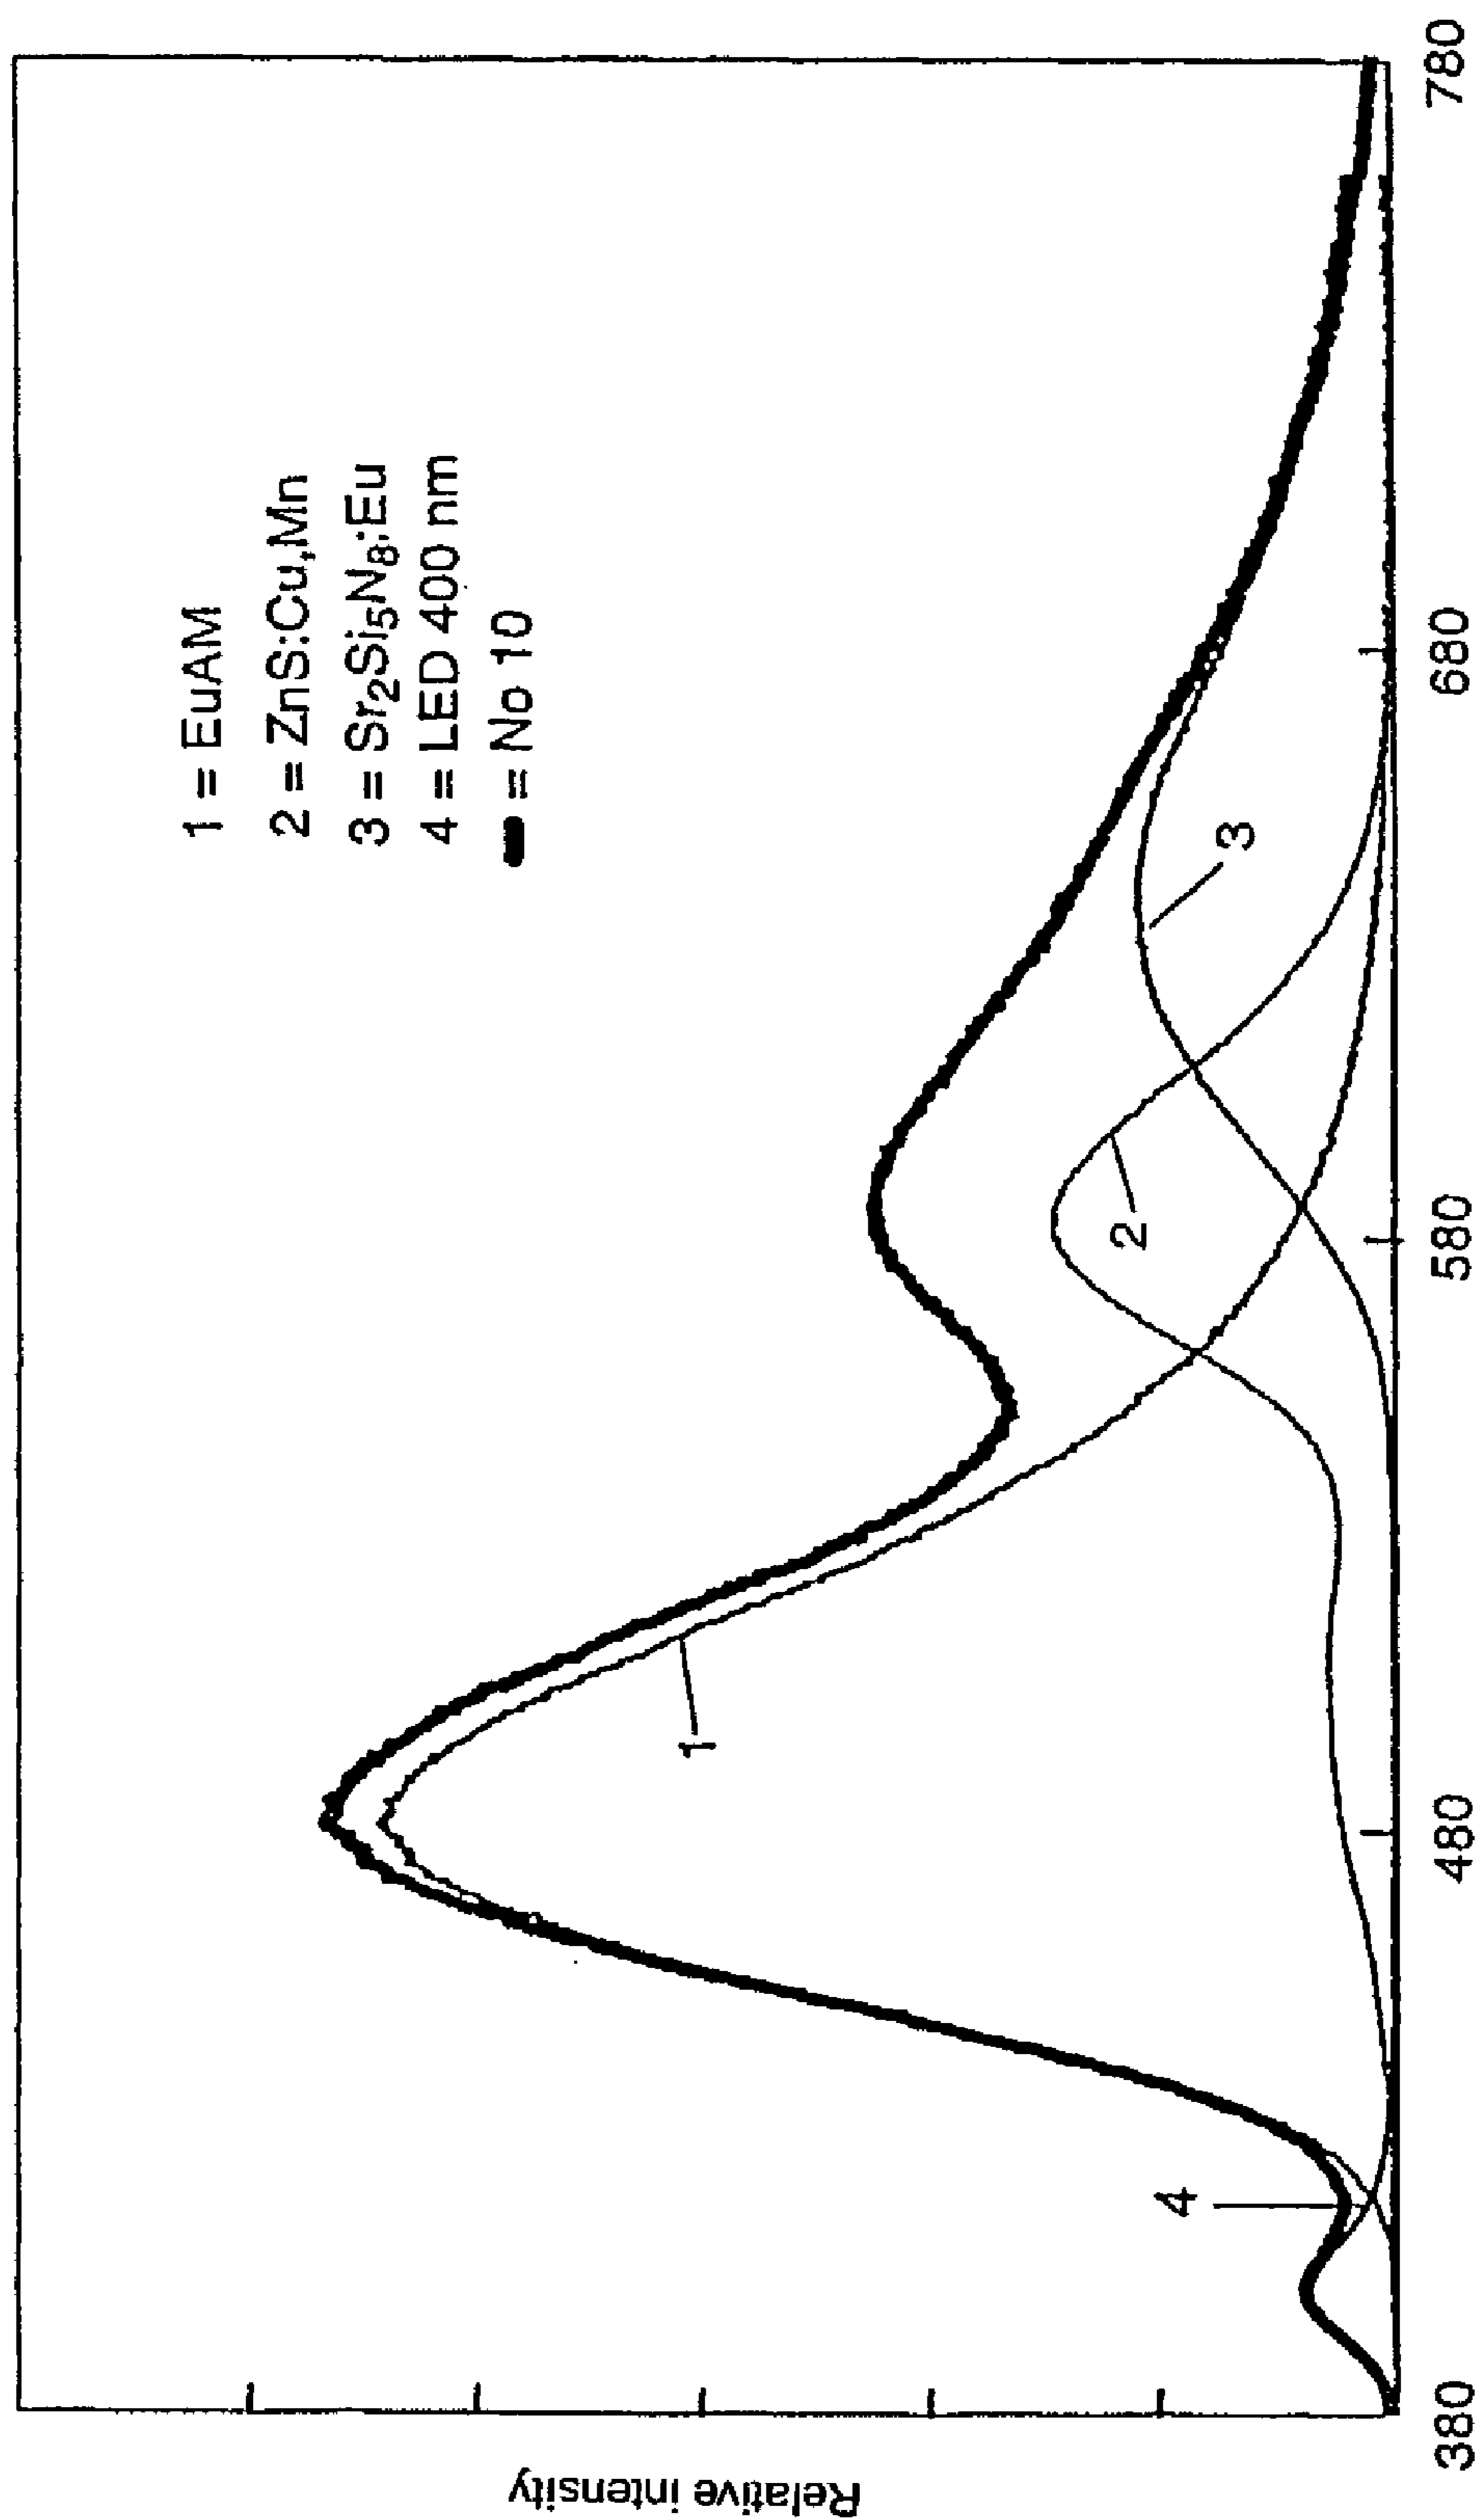 1 = EuAM
2 = ZnS:Cu,Mn
3 = Sr₂Si₅N₈:Eu
4 = LED 400 nm
= No 10
Relative intensity
1
2
3
4
380 480 580 680 780